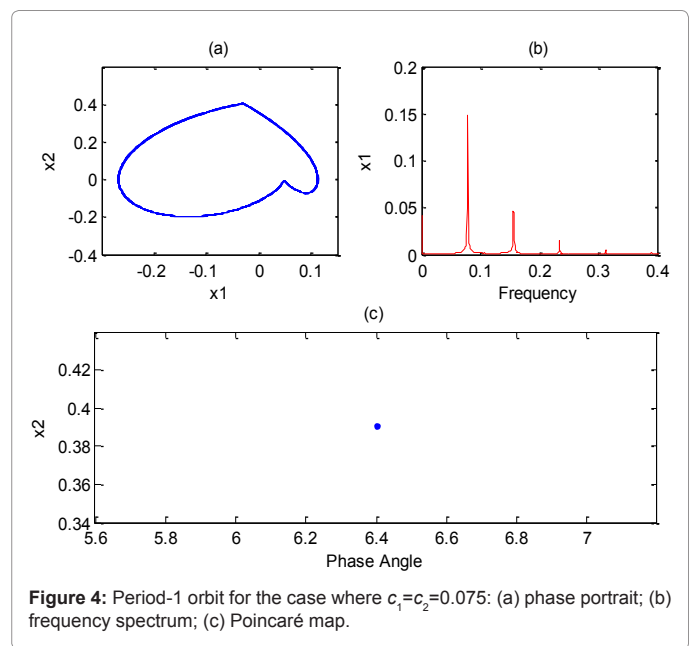 (a)
x2
0.4
0.2
0
-0.2
-0.4
-0.2
-0.1
0
0.1
x1
(b)
x1
0.2
0.15
0.1
0.05
0
0
0.1
0.2
0.3
0.4
Frequency
(c)
x2
0.42
0.4
0.38
0.36
0.34
5.6
5.8
6
6.2
6.4
6.6
6.8
7
Phase Angle
Figure 4: Period-1 orbit for the case where c₁=c₂=0.075: (a) phase portrait; (b)
frequency spectrum; (c) Poincaré map.